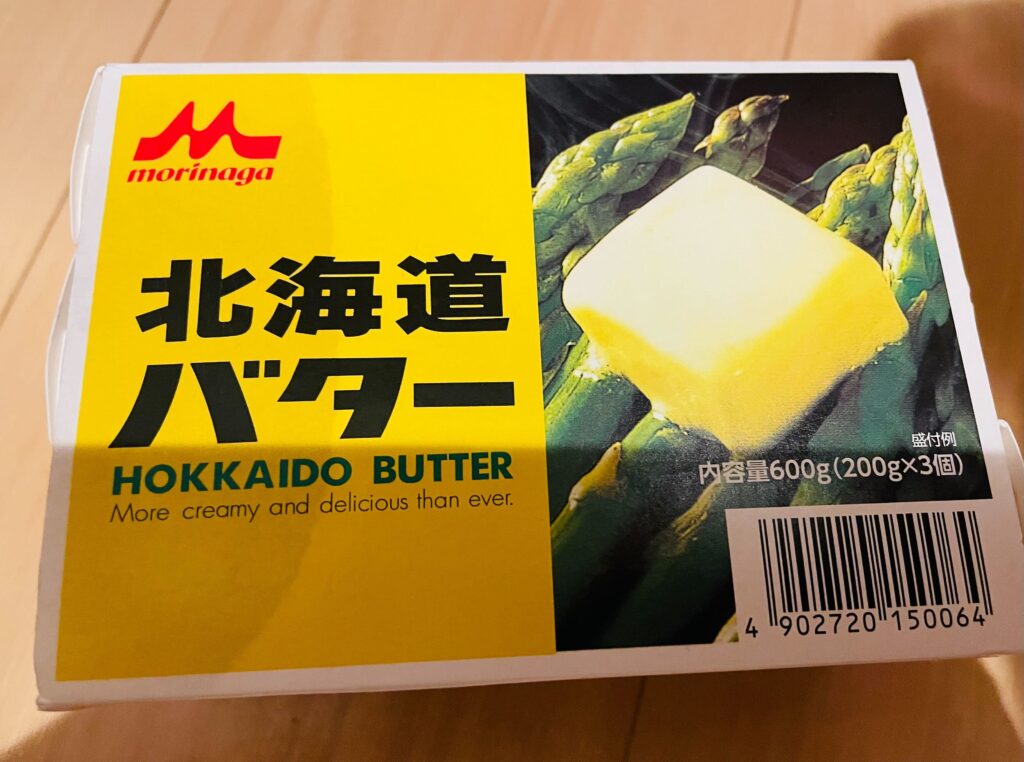 morinaga
北海道
バター
HOKKAIDO BUTTER
More creamy and delicious than ever.
盛付例
内容量600g(200g×3個)
4 902720 150064